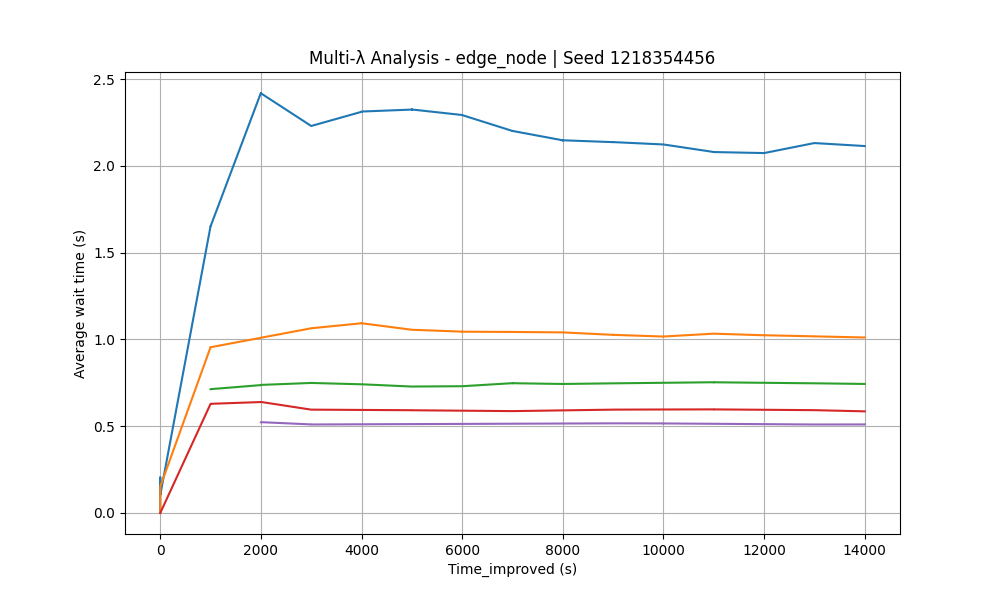 Multi-λ Analysis - edge_node | Seed 1218354456
2.5
2.0
1.5
1.0
0.5
0.0
Average wait time (s)
0 2000 4000 6000 8000 10000 12000 14000
Time_improved (s)